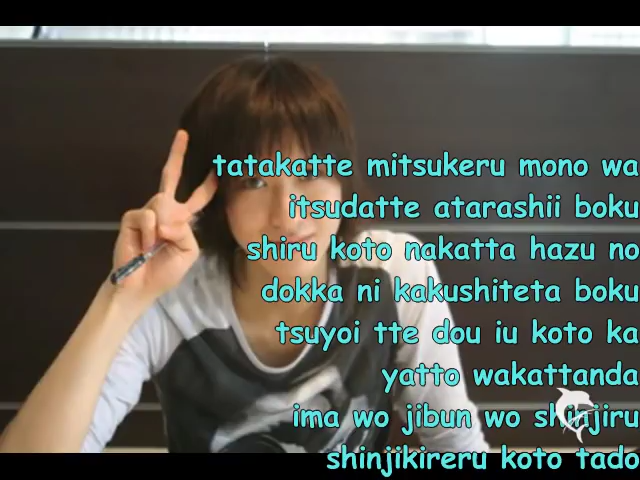 tatakatte mitsukeru mono wa
itsudatte atarashii boku
shiru koto nakatta hazu no
dokka ni kakushiteta boku
tsuyoi tte dou iu koto ka
yatto wakattanda
ima wo jibun wo shinjiru
shinjikireru koto tado